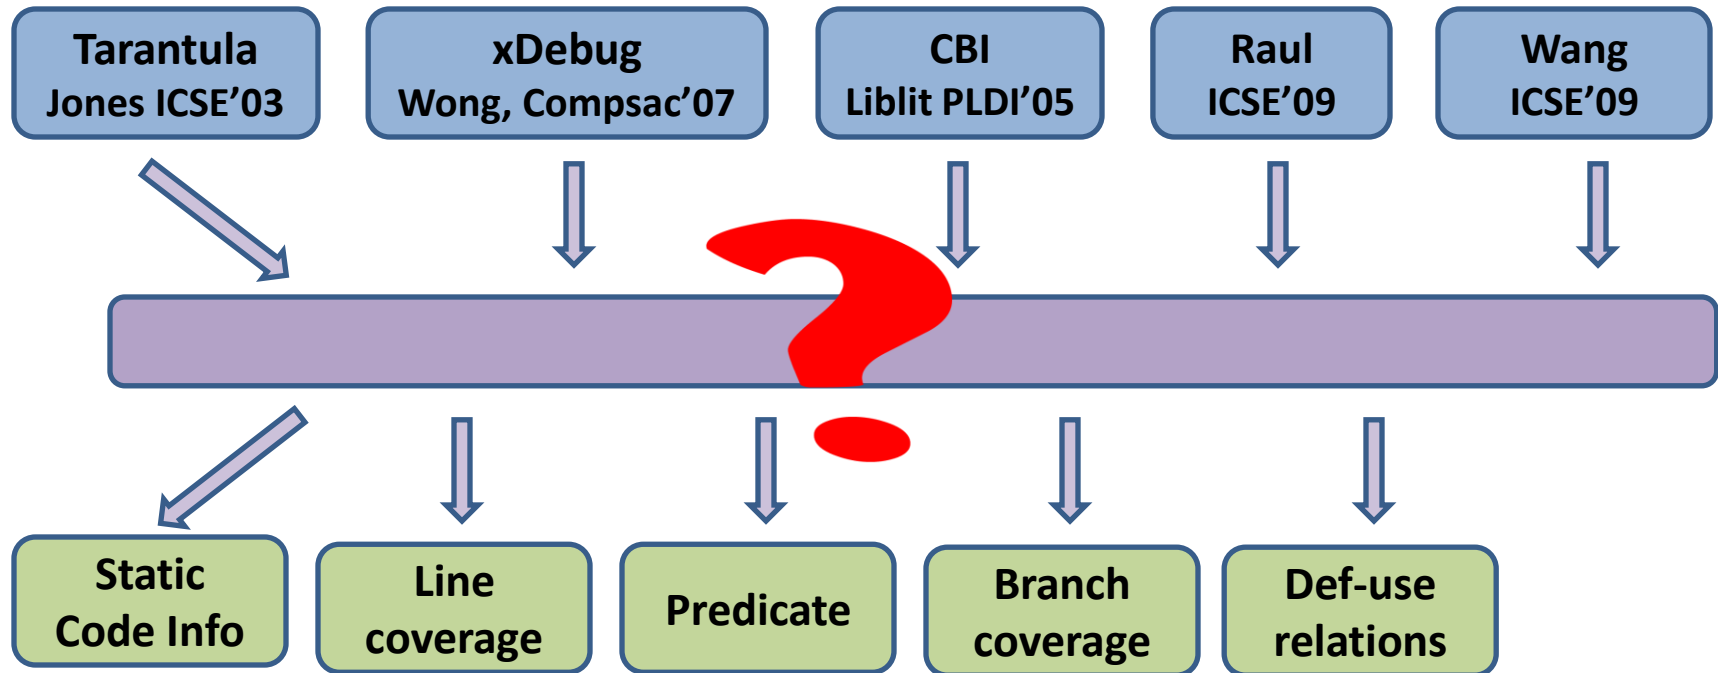 Tarantula
Jones ICSE’03
xDebug
Wong, Compsac’07
CBI
Liblit PLDI’05
Raul
ICSE’09
Wang
ICSE’09
?
Static
Code Info
Line
coverage
Predicate
Branch
coverage
Def-use
relations